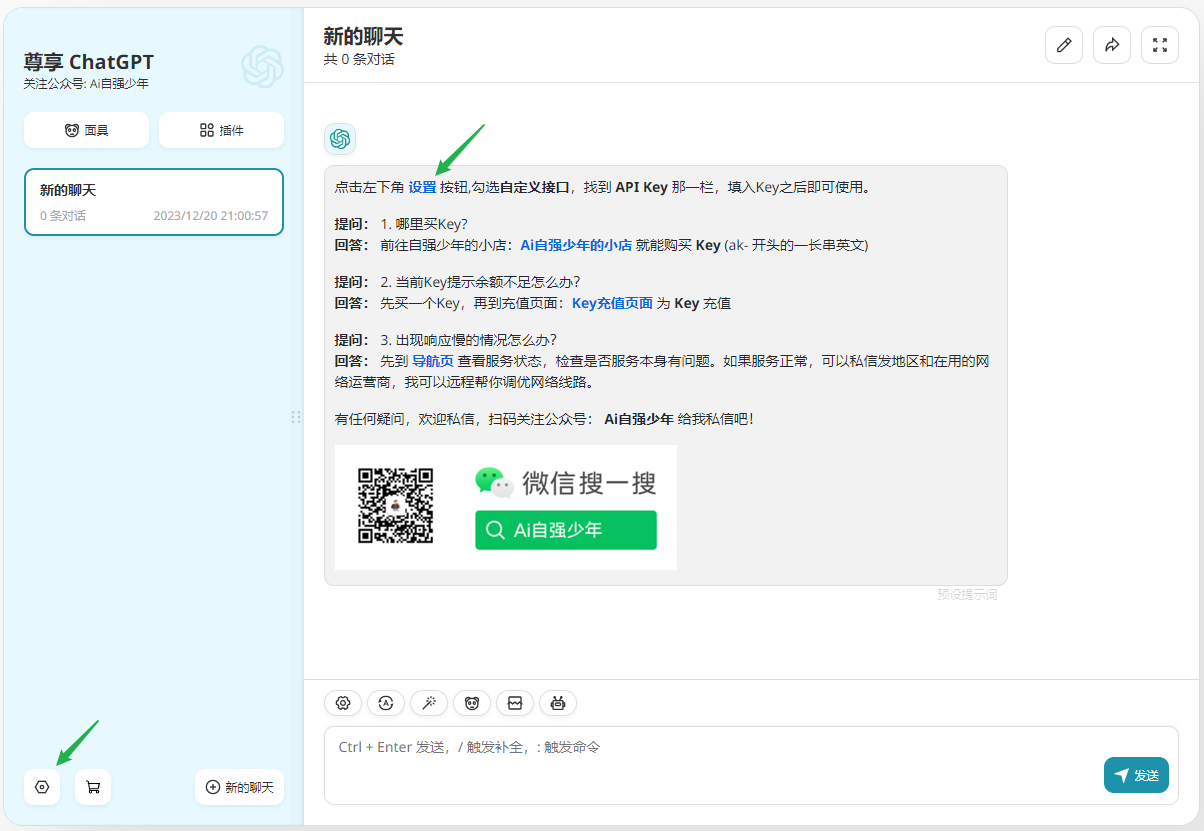 尊享 ChatGPT
关注公众号: Ai自强少年
面具
插件
新的聊天
0 条对话
2023/12/20 21:00:57
新的聊天
新的聊天
共 0 条对话
点击左下角 设置 按钮,勾选自定义接口，找到 API Key 那一栏，填入Key之后即可使用。
提问： 1. 哪里买Key?
回答： 前往自强少年的小店：Ai自强少年的小店 就能购买 Key (ak- 开头的一长串英文)
提问： 2. 当前Key提示余额不足怎么办?
回答： 先买一个Key，再到充值页面：Key充值页面 为 Key 充值
提问： 3. 出现响应慢的情况怎么办?
回答： 先到 导航页 查看服务状态，检查是否服务本身有问题。如果服务正常，可以私信发地区和在用的网
络运营商，我可以远程帮你调优网络线路。
有任何疑问，欢迎私信，扫码关注公众号： Ai自强少年 给我私信吧!
微信搜一搜
Ai自强少年
预设提示词
Ctrl + Enter 发送，/ 触发补全，: 触发命令
发送